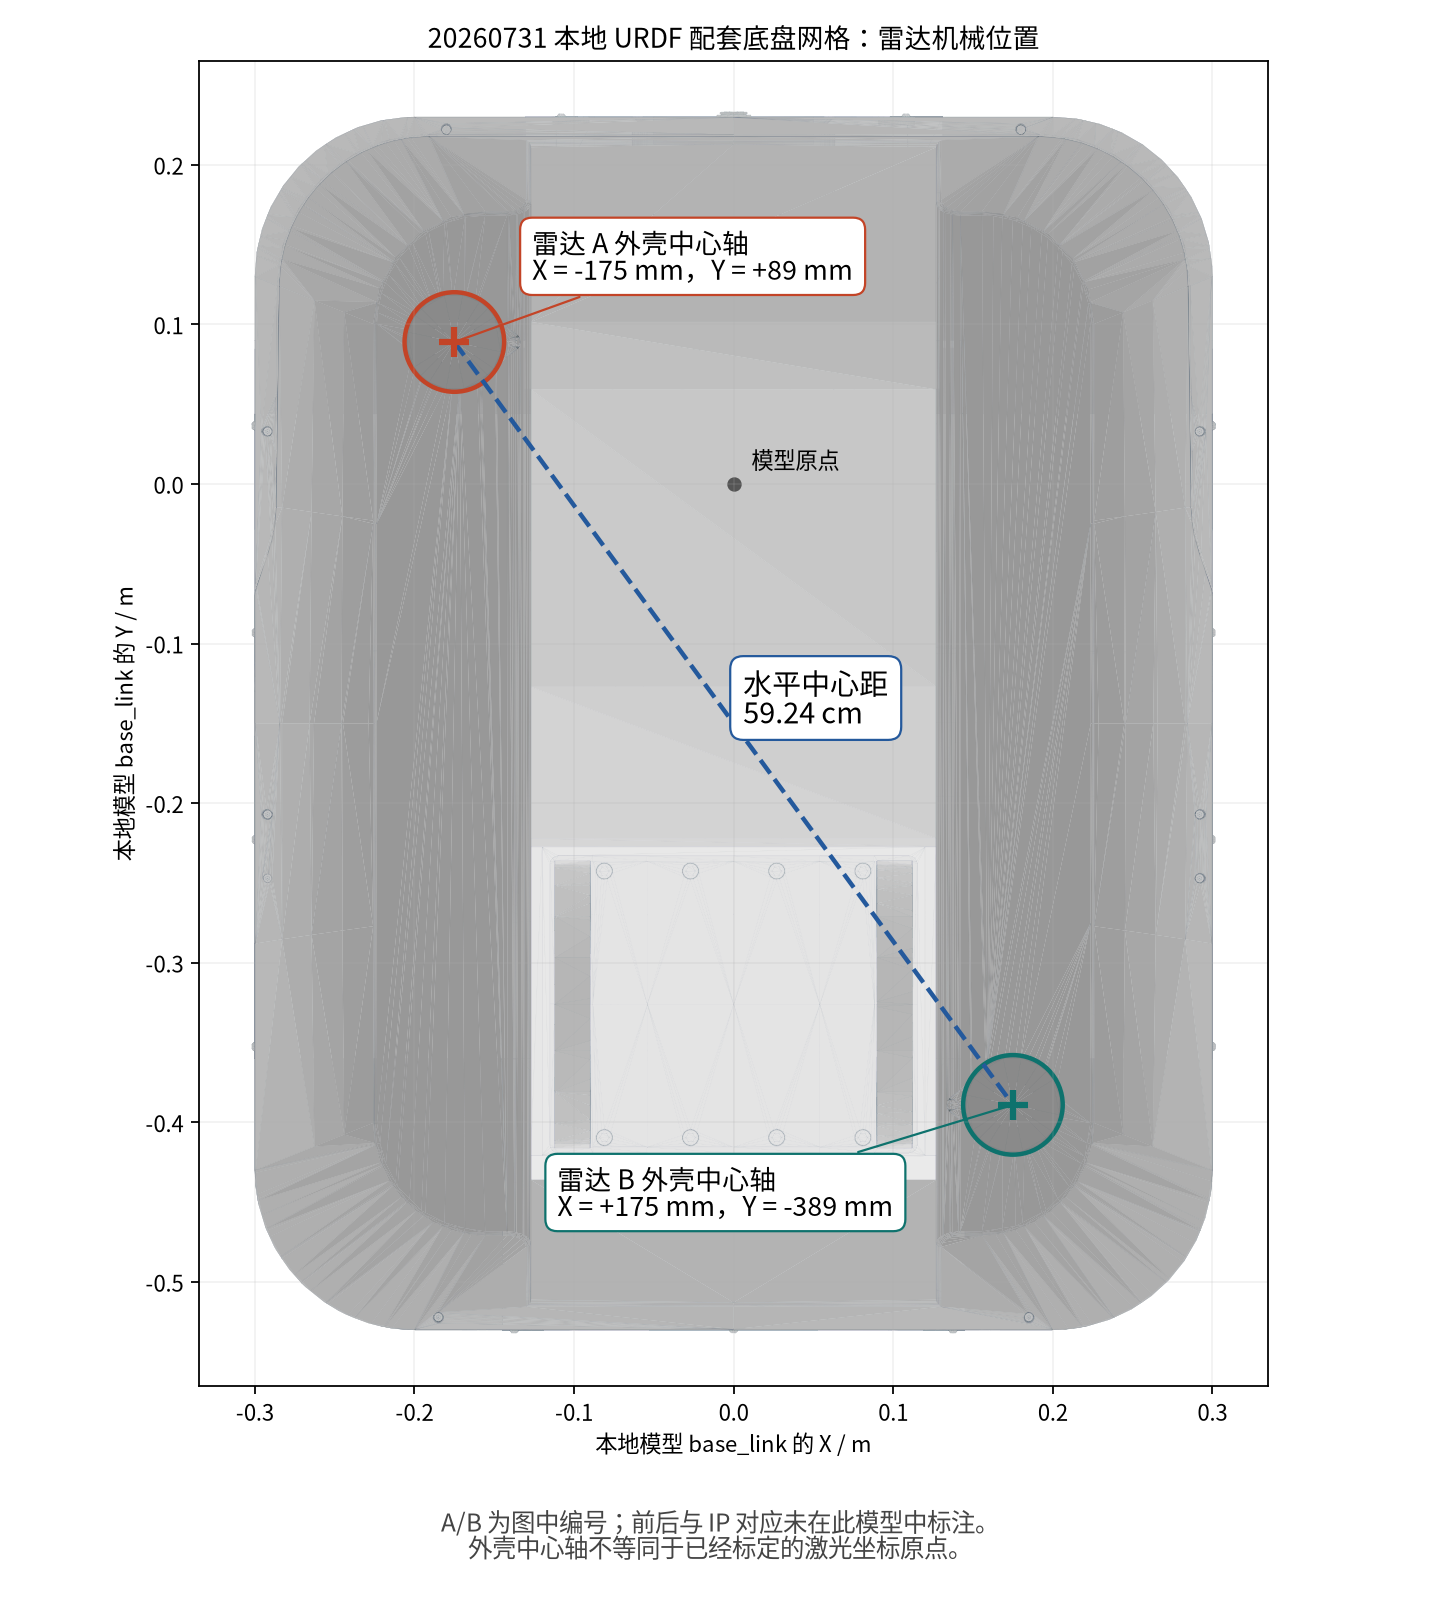 20260731 本地 URDF 配套底盘网格：雷达机械位置
雷达 A 外壳中心轴
X = -175 mm，Y = +89 mm
模型原点
水平中心距
59.24 cm
雷达 B 外壳中心轴
X = +175 mm，Y = -389 mm
本地模型 base_link 的 Y / m
0.2
0.1
0.0
-0.1
-0.2
-0.3
-0.4
-0.5
-0.3
-0.2
-0.1
0.0
0.1
0.2
0.3
本地模型 base_link 的 X / m
A/B 为图中编号；前后与 IP 对应未在此模型中标注。
外壳中心轴不等同于已经标定的激光坐标原点。